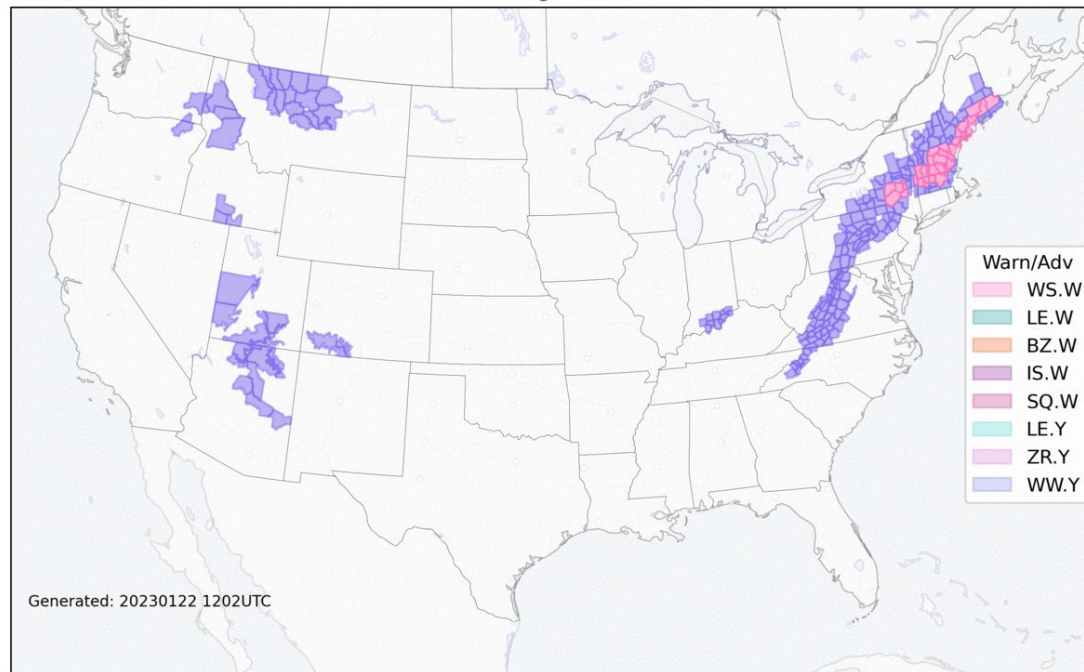 Warn/Adv
WS.W
LE.W
BZ.W
IS.W
SQ.W
LE.Y
ZR.Y
WW.Y
Generated: 20230122 1202UTC